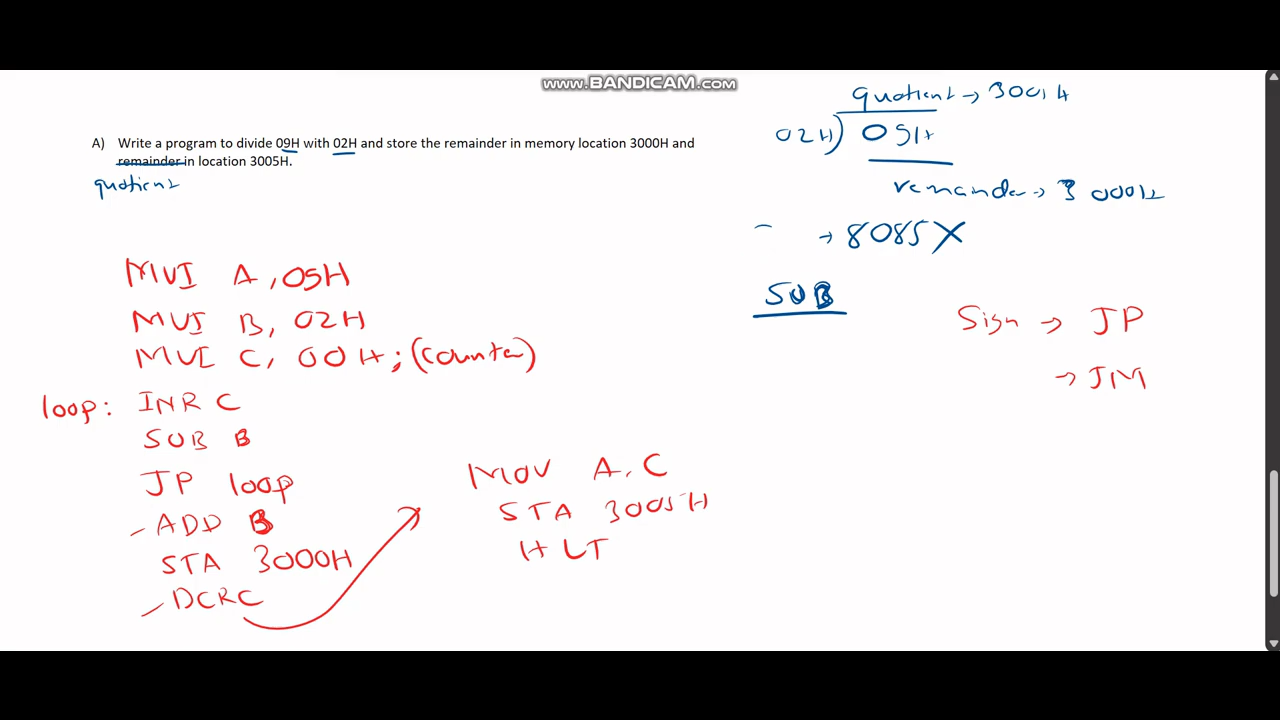 www.BANDICAM.com
A) Write a program to divide 09H with 02H and store the remainder in memory location 3000H and
remainder in location 3005H.
quotient
quotient →
02H)
remainder → 3000H
→ 8085 X
SUB
Sign → JP
→ JM
MVI A, 09H
MVI B, 02H
MVI C, 00H ; (counter)
loop: INR C
SUB B
JP loop
- ADD B
STA 3000H
- DCR C
MOV A, C
STA 3005H
HLT